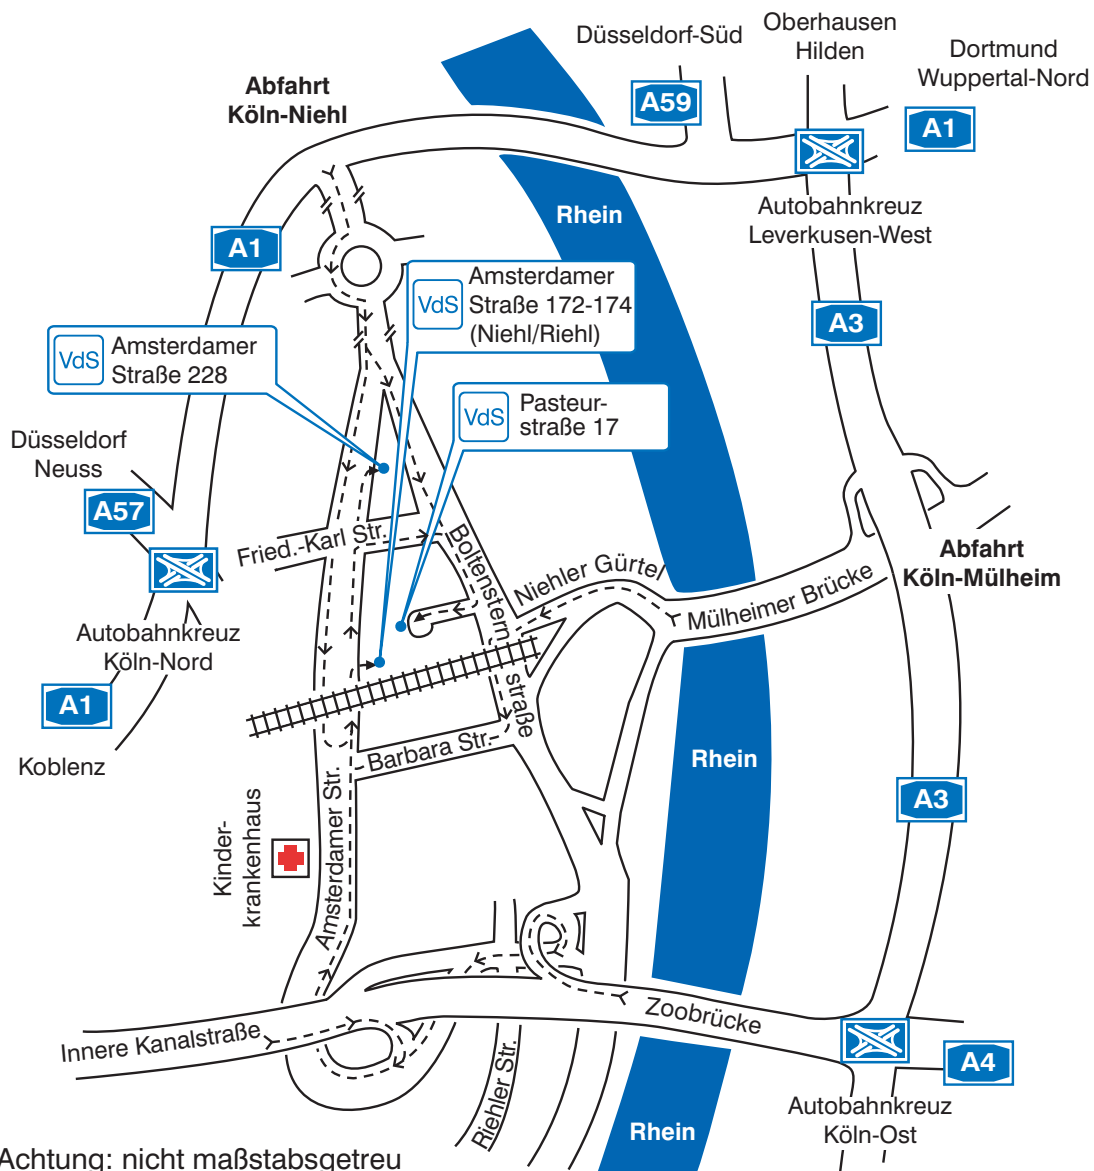 Düsseldorf-Süd
Oberhausen
Hilden
Dortmund
Wuppertal-Nord
Abfahrt
Köln-Niehl
A59
A1
Rhein
Autobahnkreuz
Leverkusen-West
A1
Amsterdamer
VdS
Straße 172-174
(Niehl/Riehl)
A3
VdS
Amsterdamer
Straße 228
VdS
Pasteur-
straße 17
Düsseldorf
Neuss
A57
Fried.-Karl Str.
Boltenstern
straße
Niehler Gürtel
Mülheimer Brücke
Abfahrt
Köln-Mülheim
Autobahnkreuz
Köln-Nord
A1
Koblenz
Barbara Str.
Rhein
A3
Kinder-
krankenhaus
Amsterdamer Str.
Zoobrücke
Innere Kanalstraße
Riehler Str.
A4
Autobahnkreuz
Köln-Ost
Rhein
Achtung: nicht maßstabsgetreu